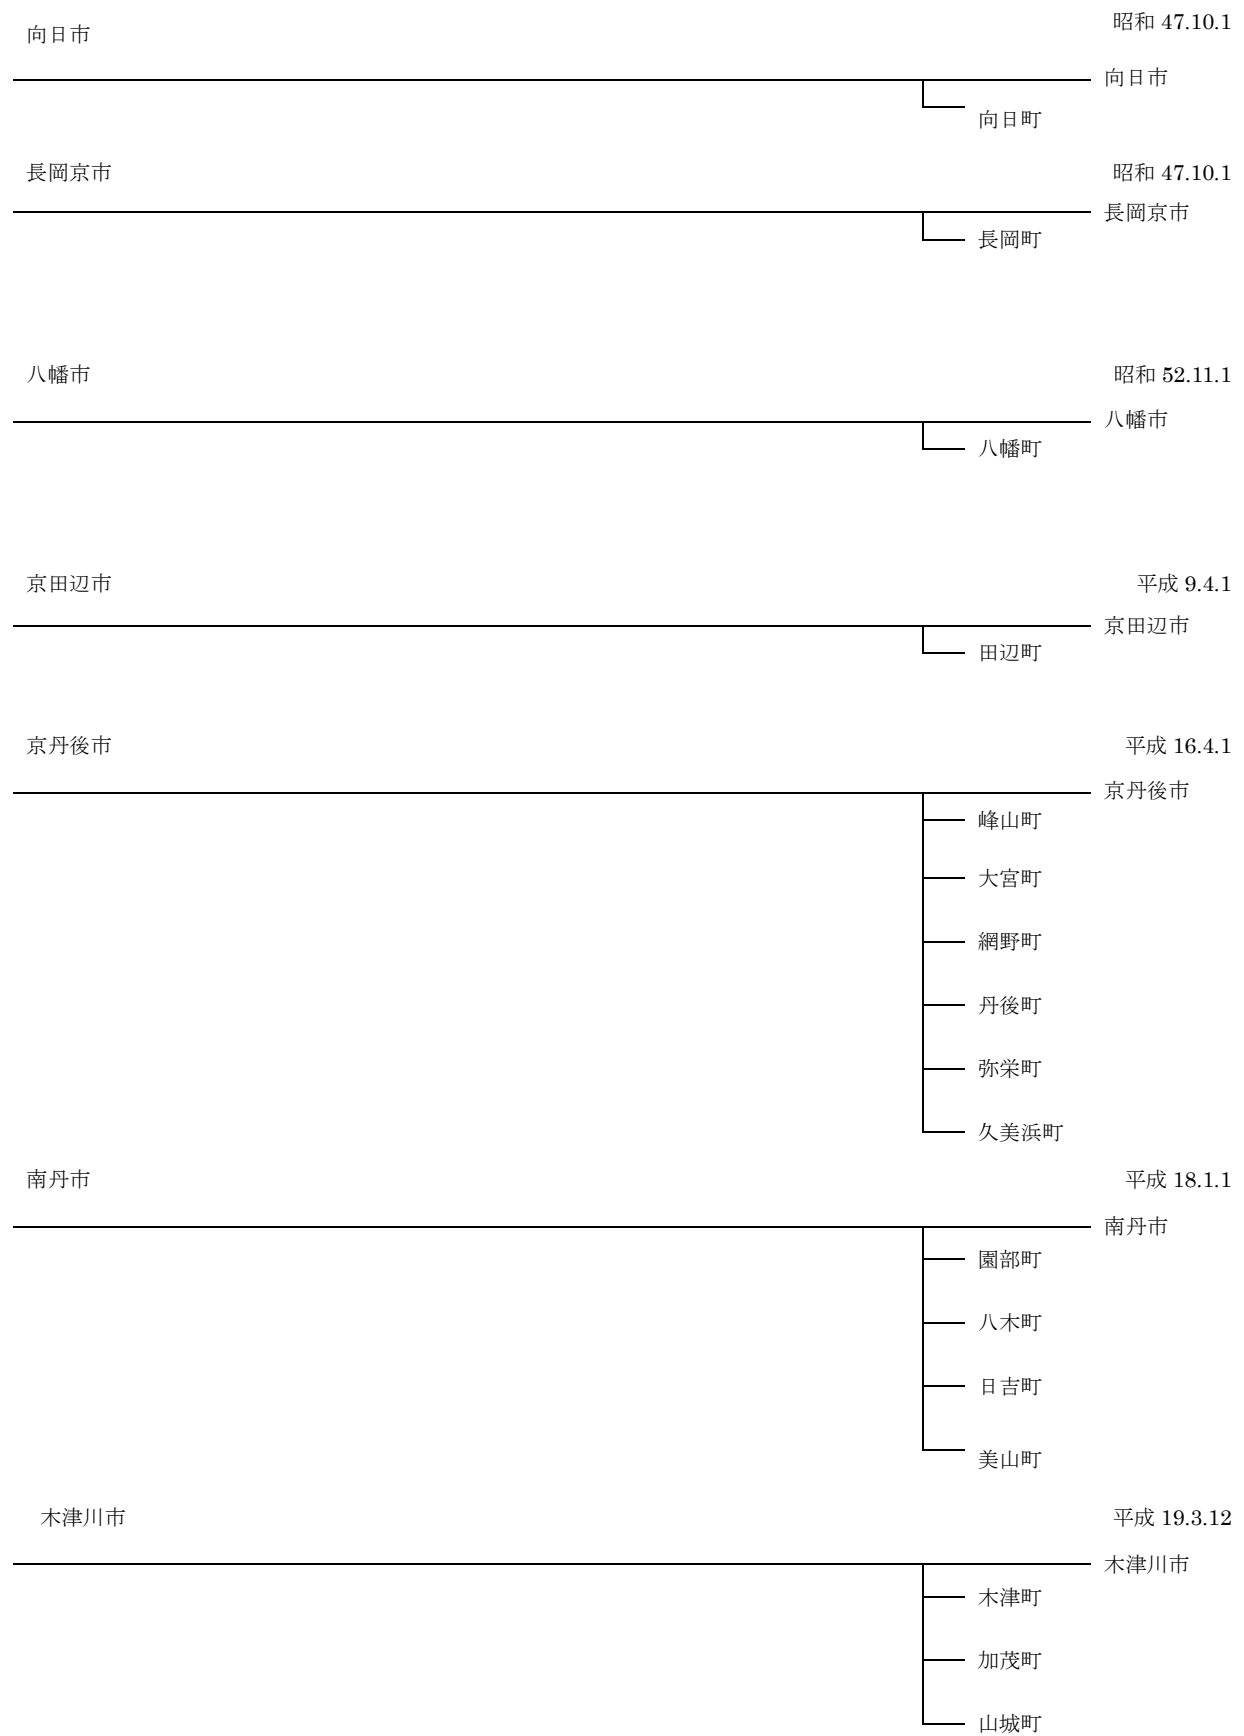 向日市
昭和 47.10.1
向日市
向日町
長岡京市
昭和 47.10.1
長岡京市
長岡町
八幡市
昭和 52.11.1
八幡市
八幡町
京田辺市
平成 9.4.1
京田辺市
田辺町
京丹後市
平成 16.4.1
京丹後市
峰山町
大宮町
網野町
丹後町
弥栄町
久美浜町
南丹市
平成 18.1.1
南丹市
園部町
八木町
日吉町
美山町
木津川市
平成 19.3.12
木津川市
木津町
加茂町
山城町